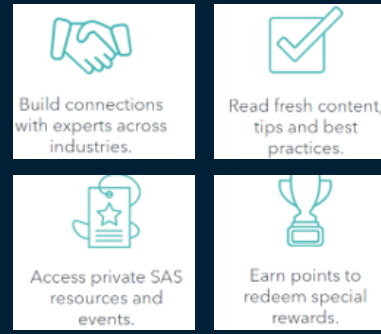 Build connections
with experts across
industries.
Read fresh content,
tips and best
practices.
Access private SAS
resources and
events.
Earn points to
redeem special
rewards.